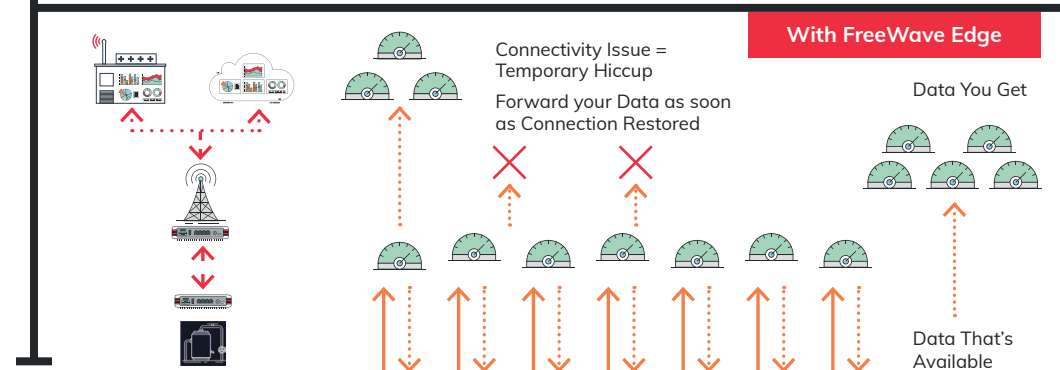 With FreeWave Edge
Connectivity Issue =
Temporary Hiccup
Forward your Data as soon
as Connection Restored
Data You Get
Data That's
Available